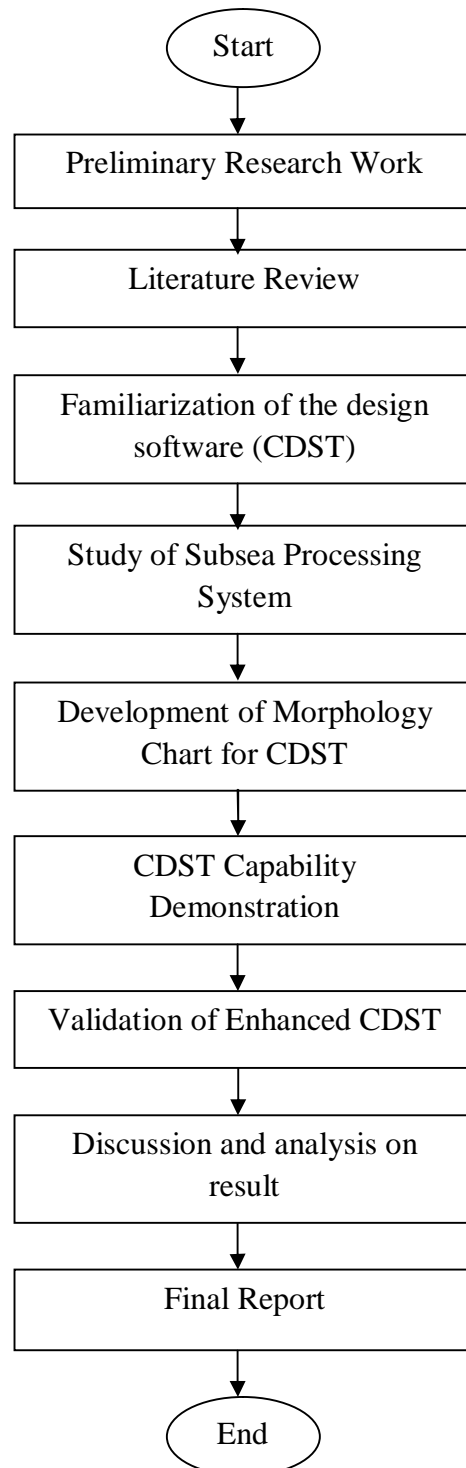 Start
Preliminary Research Work
Literature Review
Familiarization of the design
software (CDST)
Study of Subsea Processing
System
Development of Morphology
Chart for CDST
CDST Capability
Demonstration
Validation of Enhanced CDST
Discussion and analysis on
result
Final Report
End